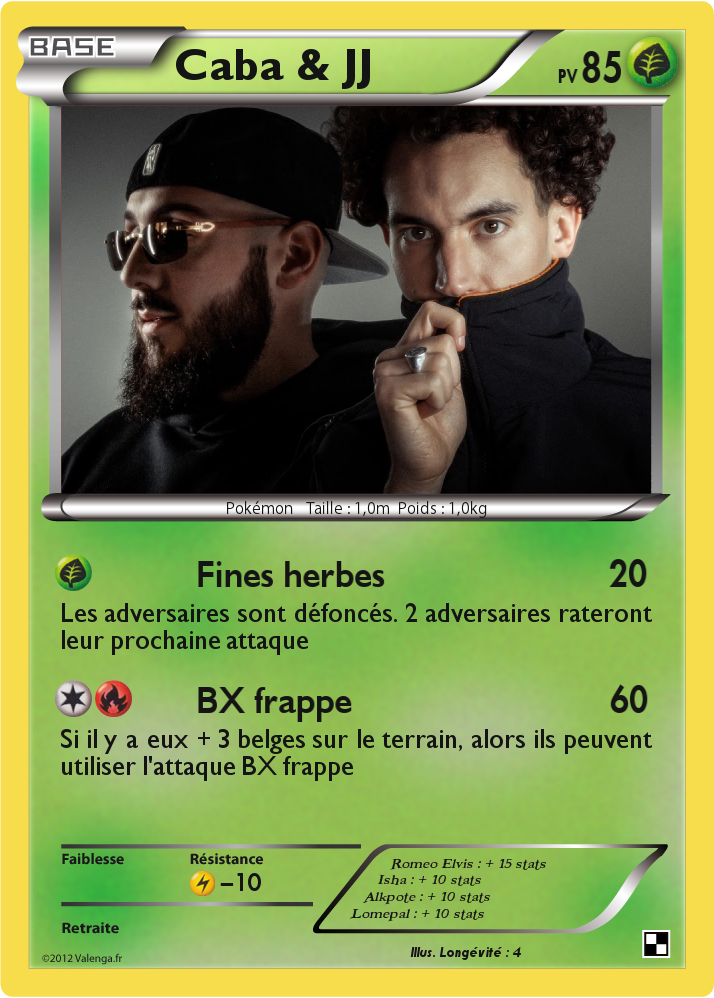 BASE
Caba & JJ
PV 85
Pokémon Taille : 1,0m Poids : 1,0kg
Fines herbes 20
Les adversaires sont défoncés. 2 adversaires rateront
leur prochaine attaque
BX frappe 60
Si il y a eux + 3 belges sur le terrain, alors ils peuvent
utiliser l'attaque BX frappe
Faiblesse
Résistance
–10
Retraite
Romeo Elvis : + 15 stats
Isha : + 10 stats
Alkpote : + 10 stats
Lomepal : + 10 stats
Illus. Longévité : 4
©2012 Valenga.fr